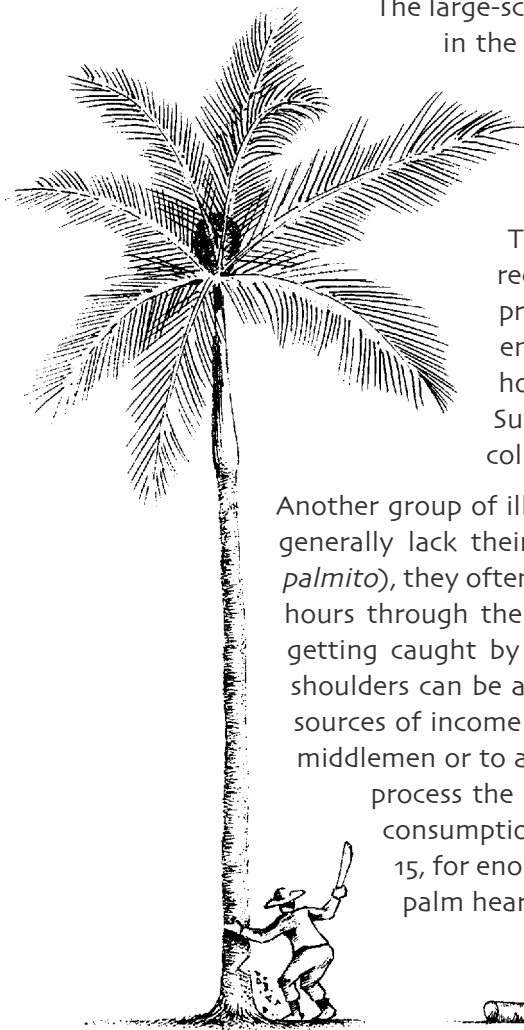 The large-sc
in the
T
rec
pr
en
ho
Su
col
Another group of ill
generally lack their
palmito), they often
hours through the
getting caught by
shoulders can be a
sources of income
middlemen or to a
process the
consumptio
15, for eno
palm hear